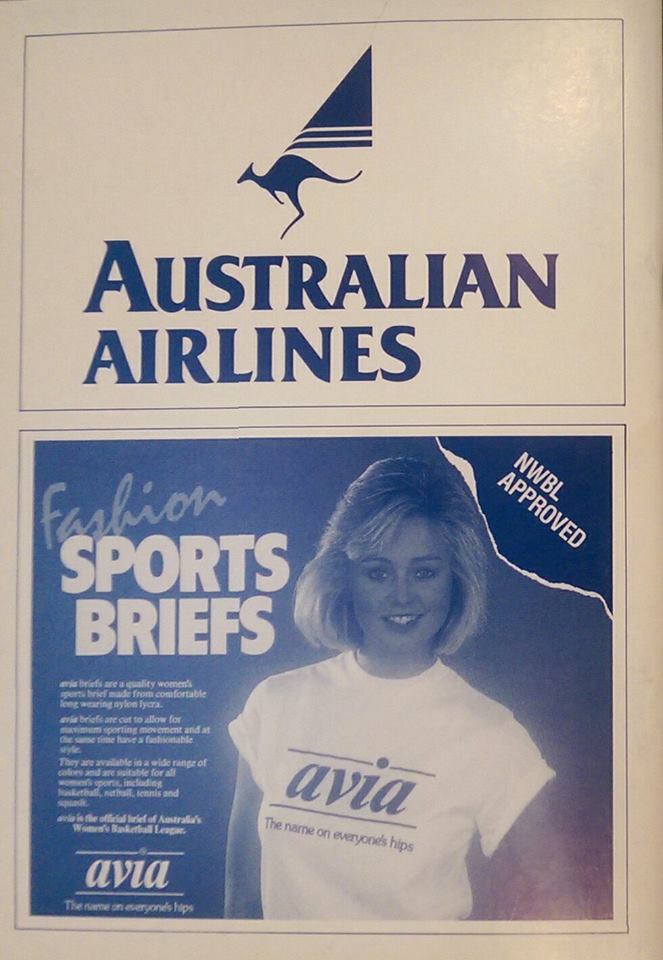 AUSTRALIAN
AIRLINES
NWBL
APPROVED
Fashion
SPORTS
BRIEFS
avia briefs are a quality women's
sports brief made from comfortable
long wearing nylon lycra.
avia briefs are cut to allow for
maximum sporting movement and at
the same time have a fashionable
style.
They are available in a wide range of
colors and are suitable for all
women's sports, including
basketball, netball, tennis and
squash.
avia is the official brief of Australia's
Women's Basketball League.
avia
The name on everyone's hips
avia
The name on everyone's hips